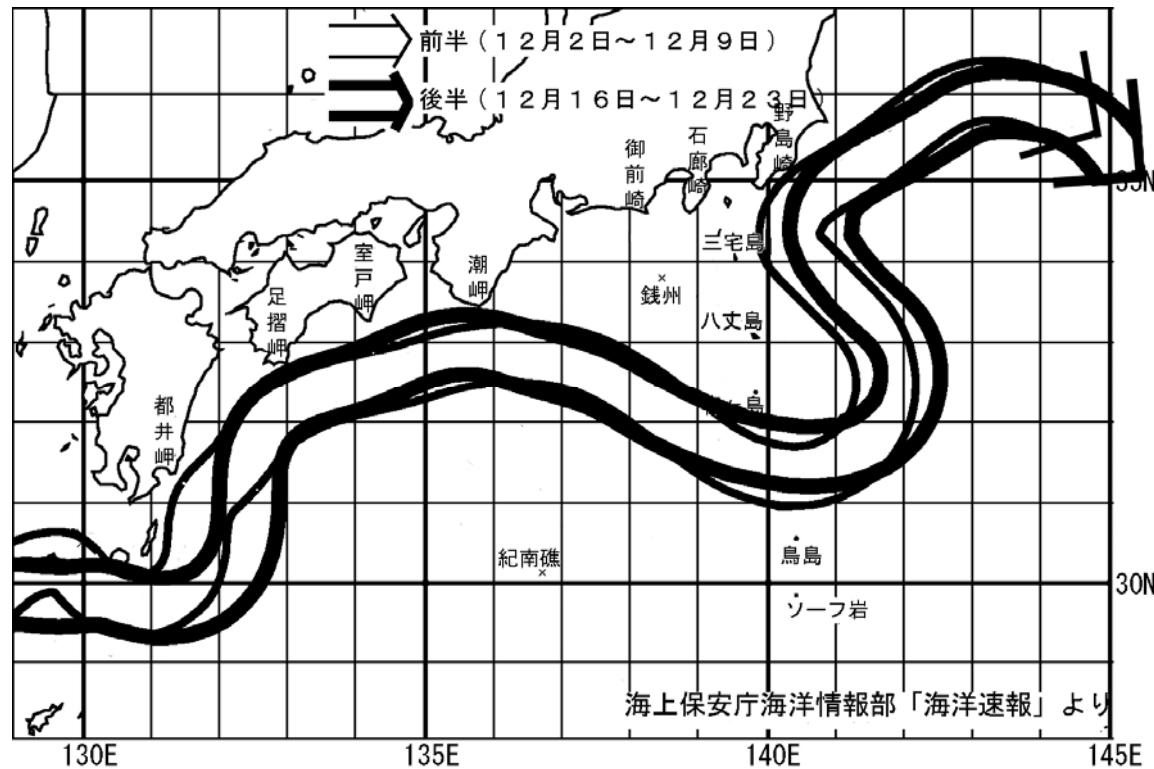 前半（１２月２日～１２月９日）
後半（１２月１６日～１２月２３日）
野島崎
石廊崎
御前崎
35N
三宅島
室戸岬
潮岬
銭州
足摺岬
八丈島
都井岬
紀南礁
鳥島
30N
ソーフ岩
海上保安庁海洋情報部「海洋速報」より
130E
135E
140E
145E